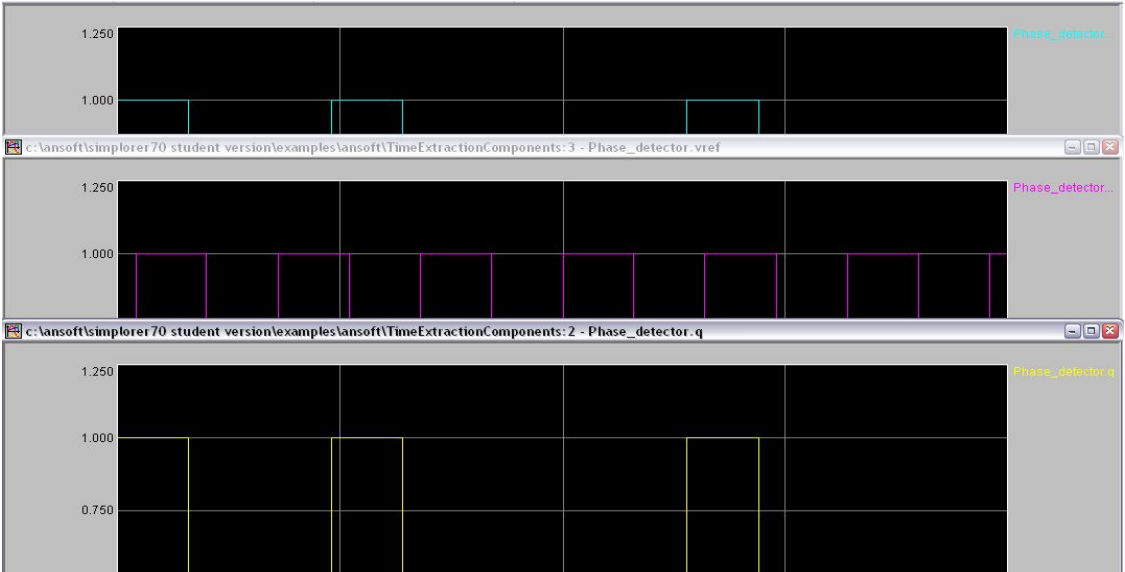 1.250
Phase_detector...
1.000
c:\ansoft\simplorer70 student version\examples\ansoft\TimeExtractionComponents:3 - Phase_detector.vref
1.250
Phase_detector...
1.000
c:\ansoft\simplorer70 student version\examples\ansoft\TimeExtractionComponents:2 - Phase_detector.q
1.250
Phase_detector.q
1.000
0.750